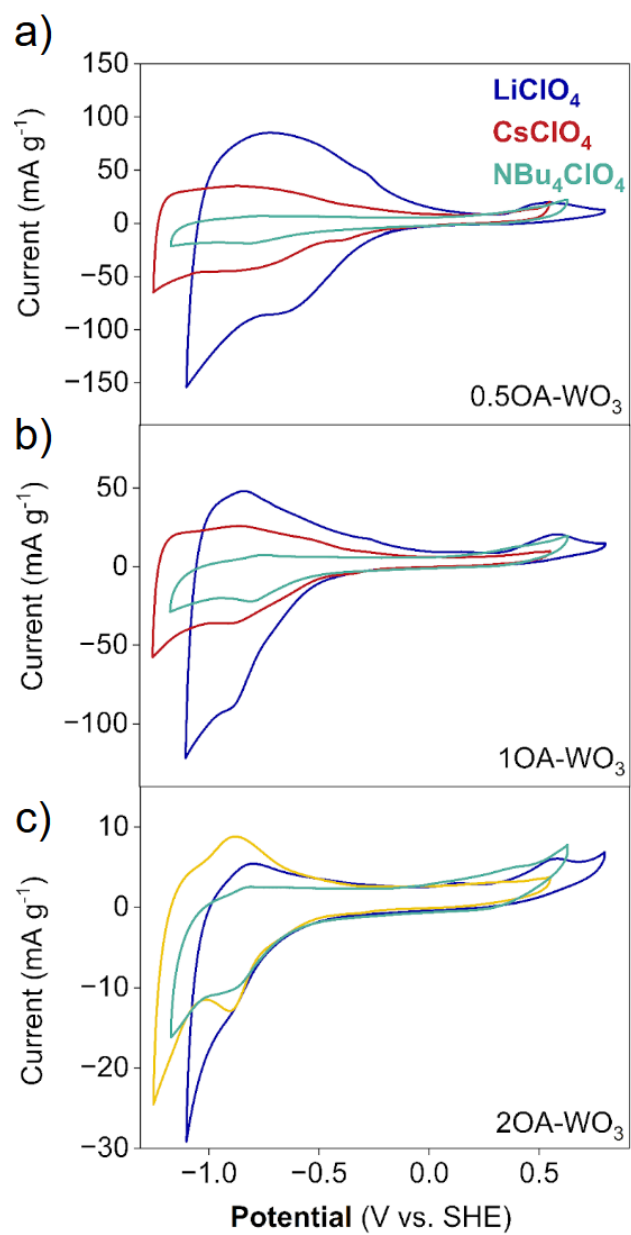 a)
150
100
50
0
−50
−100
−150
Current (mA g⁻¹)
LiClO₄
CsClO₄
NBu₄ClO₄
0.5OA-WO₃
b)
50
0
−50
−100
Current (mA g⁻¹)
1OA-WO₃
c)
10
0
−10
−20
−30
Current (mA g⁻¹)
2OA-WO₃
−1.0 −0.5 0.0 0.5
Potential (V vs. SHE)